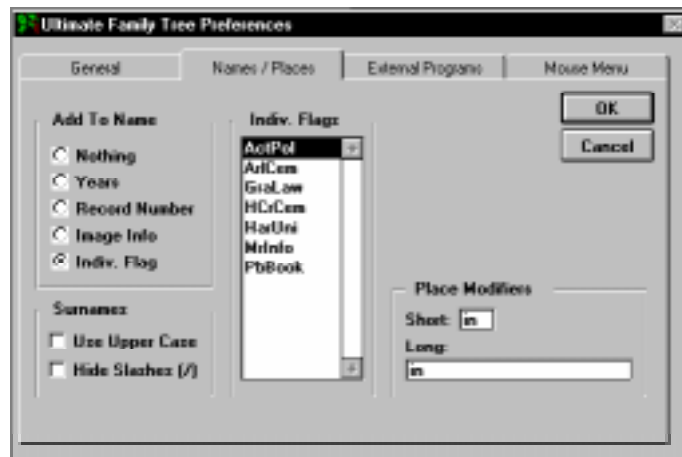 Ultimate Family Tree Preferences
General
Names / Places
External Programs
Mouse Menu
Add To Name
Nothing
Years
Record Number
Image Info
Indiv. Flag
Surnames
Use Upper Case
Hide Slashes (/)
Indiv. Flags
ActPol
ArlCem
GraLaw
HCrCem
HarUni
MrInfo
PbBook
OK
Cancel
Place Modifiers
Short: in
Long:
in